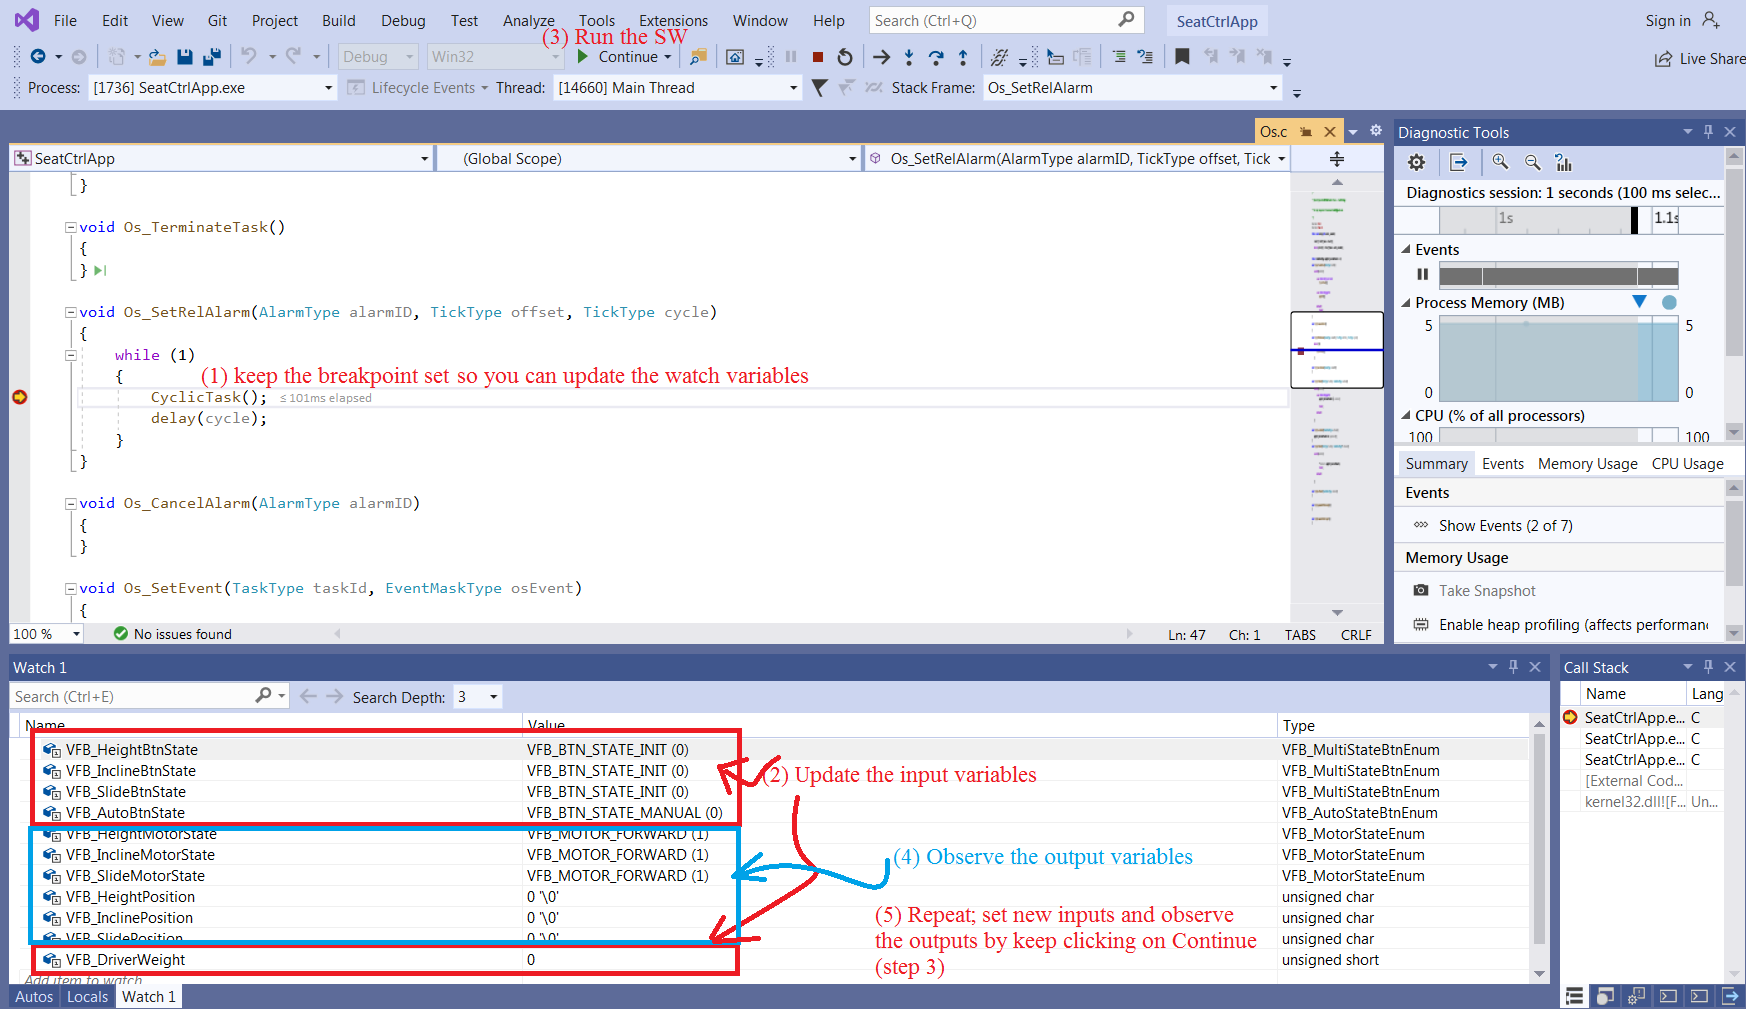 File Edit View Git Project Build Debug Test Analyze Tools Extensions Window Help Search (Ctrl+Q) SeatCtrlApp Sign in
(3) Run the SW
Debug Win32 Continue Live Share
Process: [1736] SeatCtrlApp.exe Lifecycle Events Thread: [14660] Main Thread Stack Frame: Os_SetRelAlarm
Os.c
SeatCtrlApp (Global Scope) Os_SetRelAlarm(AlarmType alarmID, TickType offset, Tick
}
void Os_TerminateTask()
{
}
void Os_SetRelAlarm(AlarmType alarmID, TickType offset, TickType cycle)
{
while (1)
{
(1) keep the breakpoint set so you can update the watch variables
CyclicTask(); ≤ 101ms elapsed
delay(cycle);
}
}
void Os_CancelAlarm(AlarmType alarmID)
{
}
void Os_SetEvent(TaskType taskId, EventMaskType osEvent)
{
100 % No issues found Ln: 47 Ch: 1 TABS CRLF
Diagnostic Tools
Diagnostics session: 1 seconds (100 ms selec...
1s 1.1s
Events
Process Memory (MB)
5 5
0 0
CPU (% of all processors)
100 100
Summary Events Memory Usage CPU Usage
Events
Show Events (2 of 7)
Memory Usage
Take Snapshot
Enable heap profiling (affects performan
Watch 1
Search (Ctrl+E) Search Depth: 3
Name Value Type
VFB_HeightBtnState VFB_BTN_STATE_INIT (0) VFB_MultiStateBtnEnum
VFB_InclineBtnState VFB_BTN_STATE_INIT (0) VFB_MultiStateBtnEnum
VFB_SlideBtnState VFB_BTN_STATE_INIT (0) VFB_MultiStateBtnEnum
VFB_AutoBtnState VFB_BTN_STATE_MANUAL (0) VFB_AutoStateBtnEnum
VFB_HeightMotorState VFB_MOTOR_FORWARD (1) VFB_MotorStateEnum
VFB_InclineMotorState VFB_MOTOR_FORWARD (1) VFB_MotorStateEnum
VFB_SlideMotorState VFB_MOTOR_FORWARD (1) VFB_MotorStateEnum
VFB_HeightPosition 0 '\0' unsigned char
VFB_InclinePosition 0 '\0' unsigned char
VFB_SlidePosition 0 '\0' unsigned char
VFB_DriverWeight 0 unsigned short
Add item to watch
(2) Update the input variables
(4) Observe the output variables
(5) Repeat; set new inputs and observe
the outputs by keep clicking on Continue
(step 3)
Autos Locals Watch 1
Call Stack
Name Lang
SeatCtrlApp.e... C
SeatCtrlApp.e... C
SeatCtrlApp.e... C
[External Cod...
kernel32.dll![F... Un...